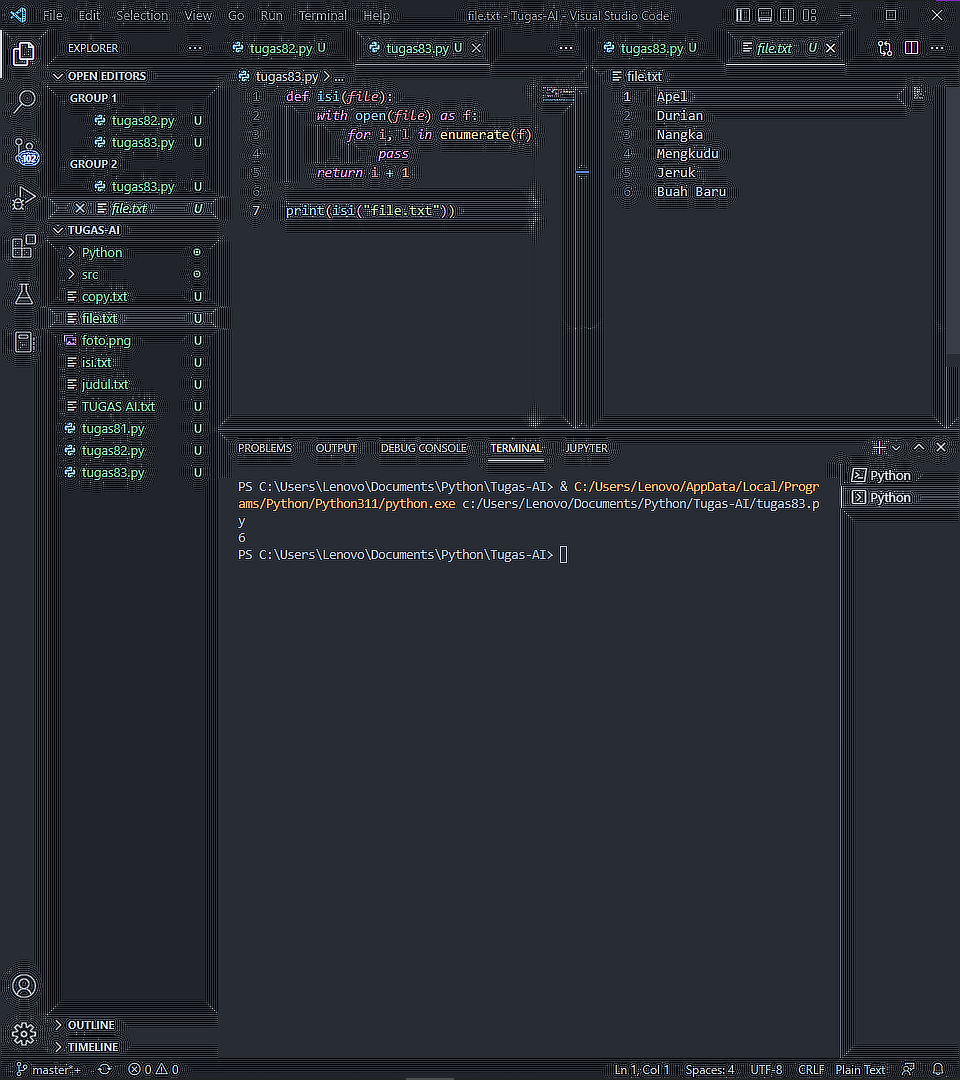 File Edit Selection View Go Run Terminal Help file.txt - Tugas-AI - Visual Studio Code
EXPLORER
OPEN EDITORS
GROUP 1
tugas82.py U
tugas83.py U
GROUP 2
tugas83.py U
file.txt U
TUGAS-AI
Python
src
copy.txt U
file.txt U
foto.png U
isi.txt U
judul.txt U
TUGAS AI.txt U
tugas81.py U
tugas82.py U
tugas83.py U
OUTLINE
TIMELINE
102
tugas82.py U tugas83.py U
tugas83.py > ...
1 def isi(file):
2 with open(file) as f:
3 for i, l in enumerate(f)
4 pass
5 return i + 1
6
7 print(isi("file.txt"))
tugas83.py U file.txt U
file.txt
1 Apel
2 Durian
3 Nangka
4 Mengkudu
5 Jeruk
6 Buah Baru
PROBLEMS OUTPUT DEBUG CONSOLE TERMINAL JUPYTER
PS C:\Users\Lenovo\Documents\Python\Tugas-AI> & C:/Users/Lenovo/AppData/Local/Progr
ams/Python/Python311/python.exe c:/Users/Lenovo/Documents/Python/Tugas-AI/tugas83.p
y
6
PS C:\Users\Lenovo\Documents\Python\Tugas-AI>
Python
Python
master*+ 0 0 Ln 1, Col 1 Spaces: 4 UTF-8 CRLF Plain Text